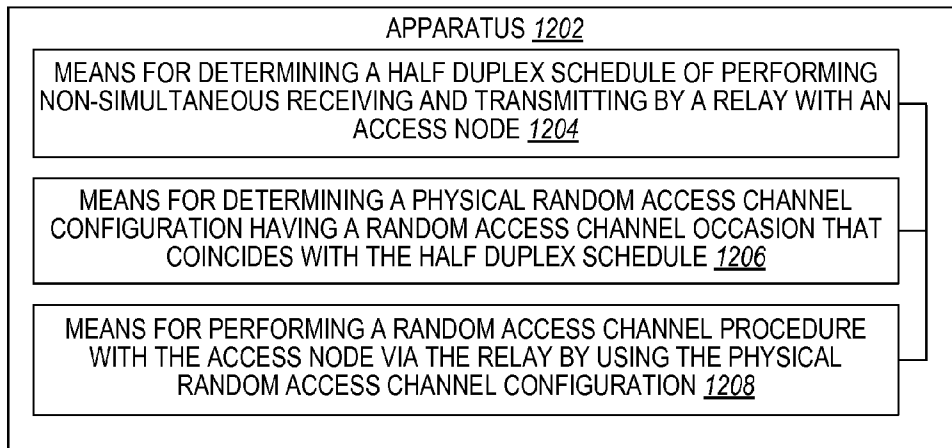 APPARATUS 1202
MEANS FOR DETERMINING A HALF DUPLEX SCHEDULE OF PERFORMING
NON-SIMULTANEOUS RECEIVING AND TRANSMITTING BY A RELAY WITH AN
ACCESS NODE 1204
MEANS FOR DETERMINING A PHYSICAL RANDOM ACCESS CHANNEL
CONFIGURATION HAVING A RANDOM ACCESS CHANNEL OCCASION THAT
COINCIDES WITH THE HALF DUPLEX SCHEDULE 1206
MEANS FOR PERFORMING A RANDOM ACCESS CHANNEL PROCEDURE
WITH THE ACCESS NODE VIA THE RELAY BY USING THE PHYSICAL
RANDOM ACCESS CHANNEL CONFIGURATION 1208